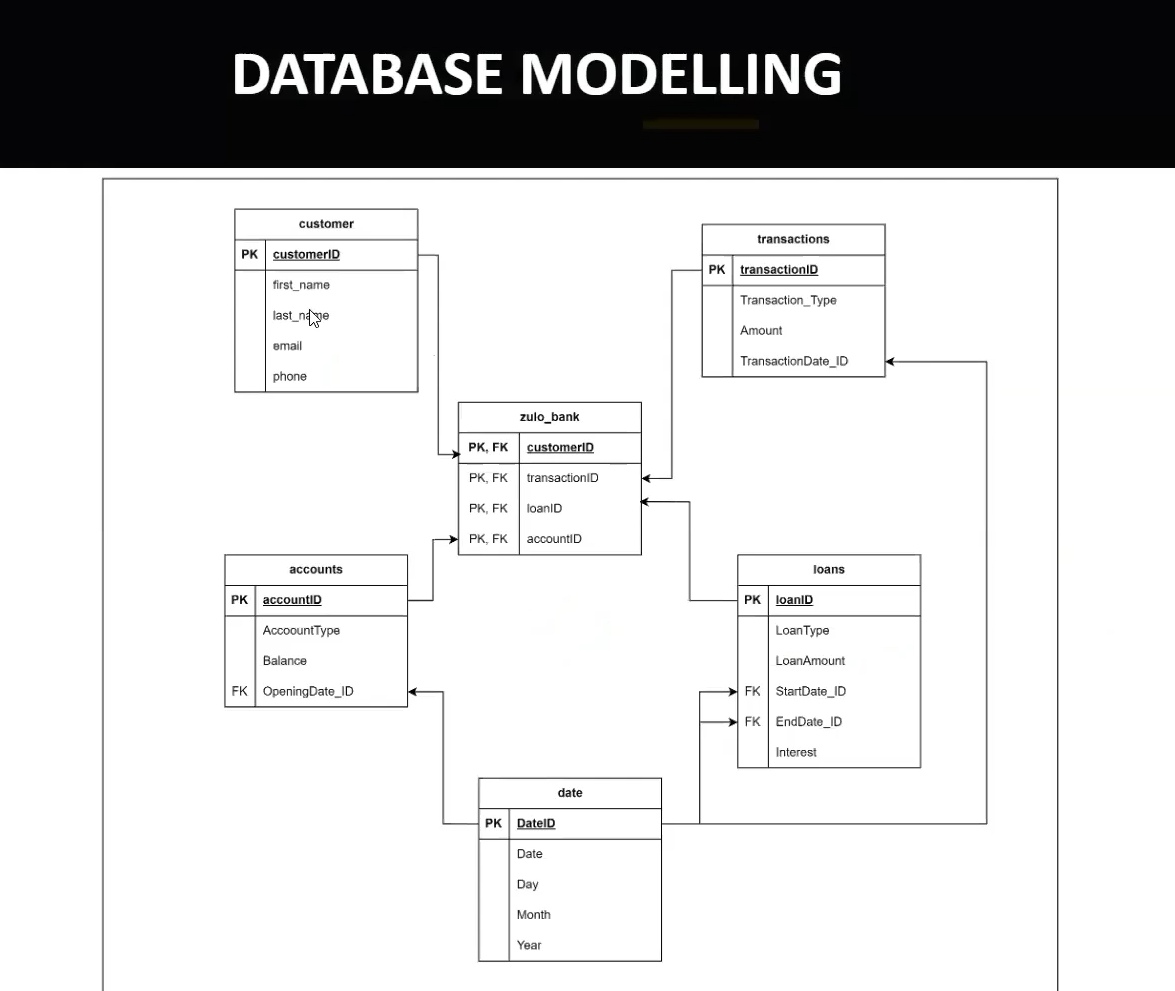 DATABASE MODELLING
customer
PK customerID
first_name
last_name
email
phone
transactions
PK transactionID
Transaction_Type
Amount
TransactionDate_ID
zulo_bank
PK, FK customerID
PK, FK transactionID
PK, FK loanID
PK, FK accountID
accounts
PK accountID
AccoountType
Balance
FK OpeningDate_ID
loans
PK loanID
LoanType
LoanAmount
FK StartDate_ID
FK EndDate_ID
Interest
date
PK DateID
Date
Day
Month
Year